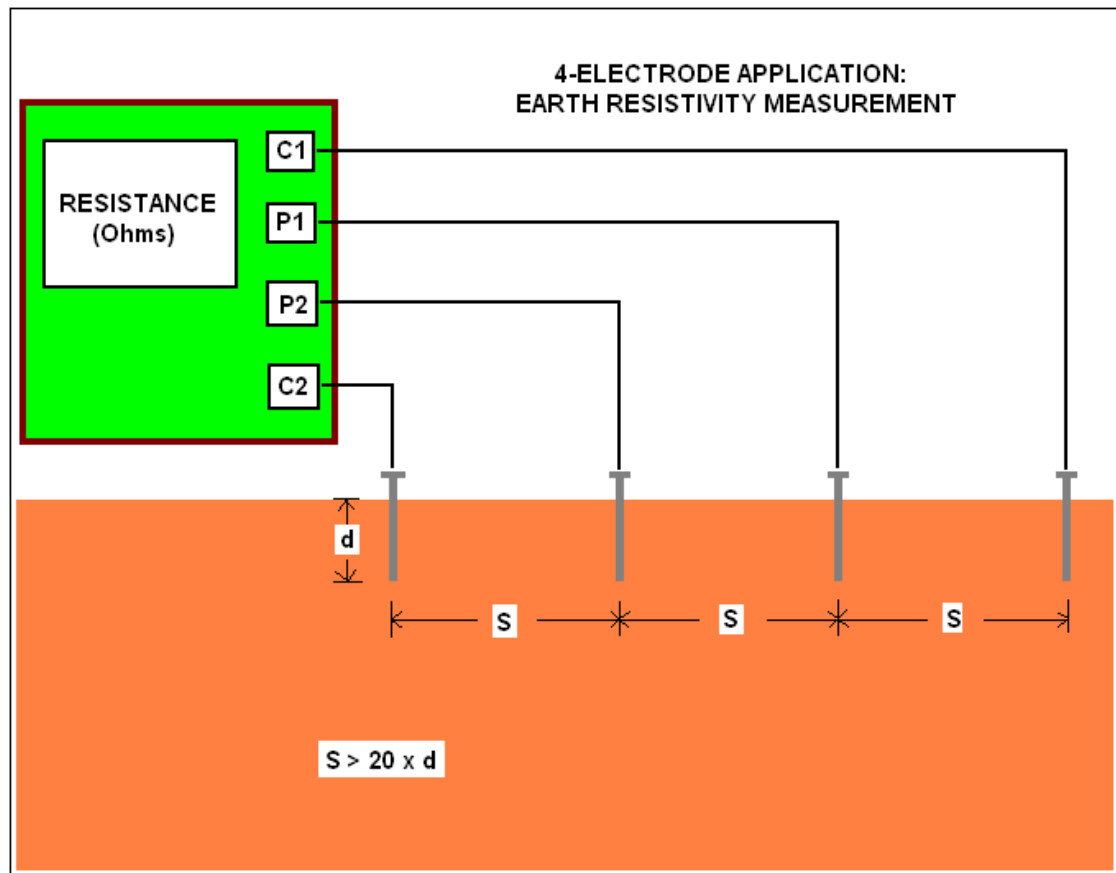 4-ELECTRODE APPLICATION:
EARTH RESISTIVITY MEASUREMENT
RESISTANCE
(Ohms)
C1
P1
P2
C2
d
S
S
S
S > 20 x d